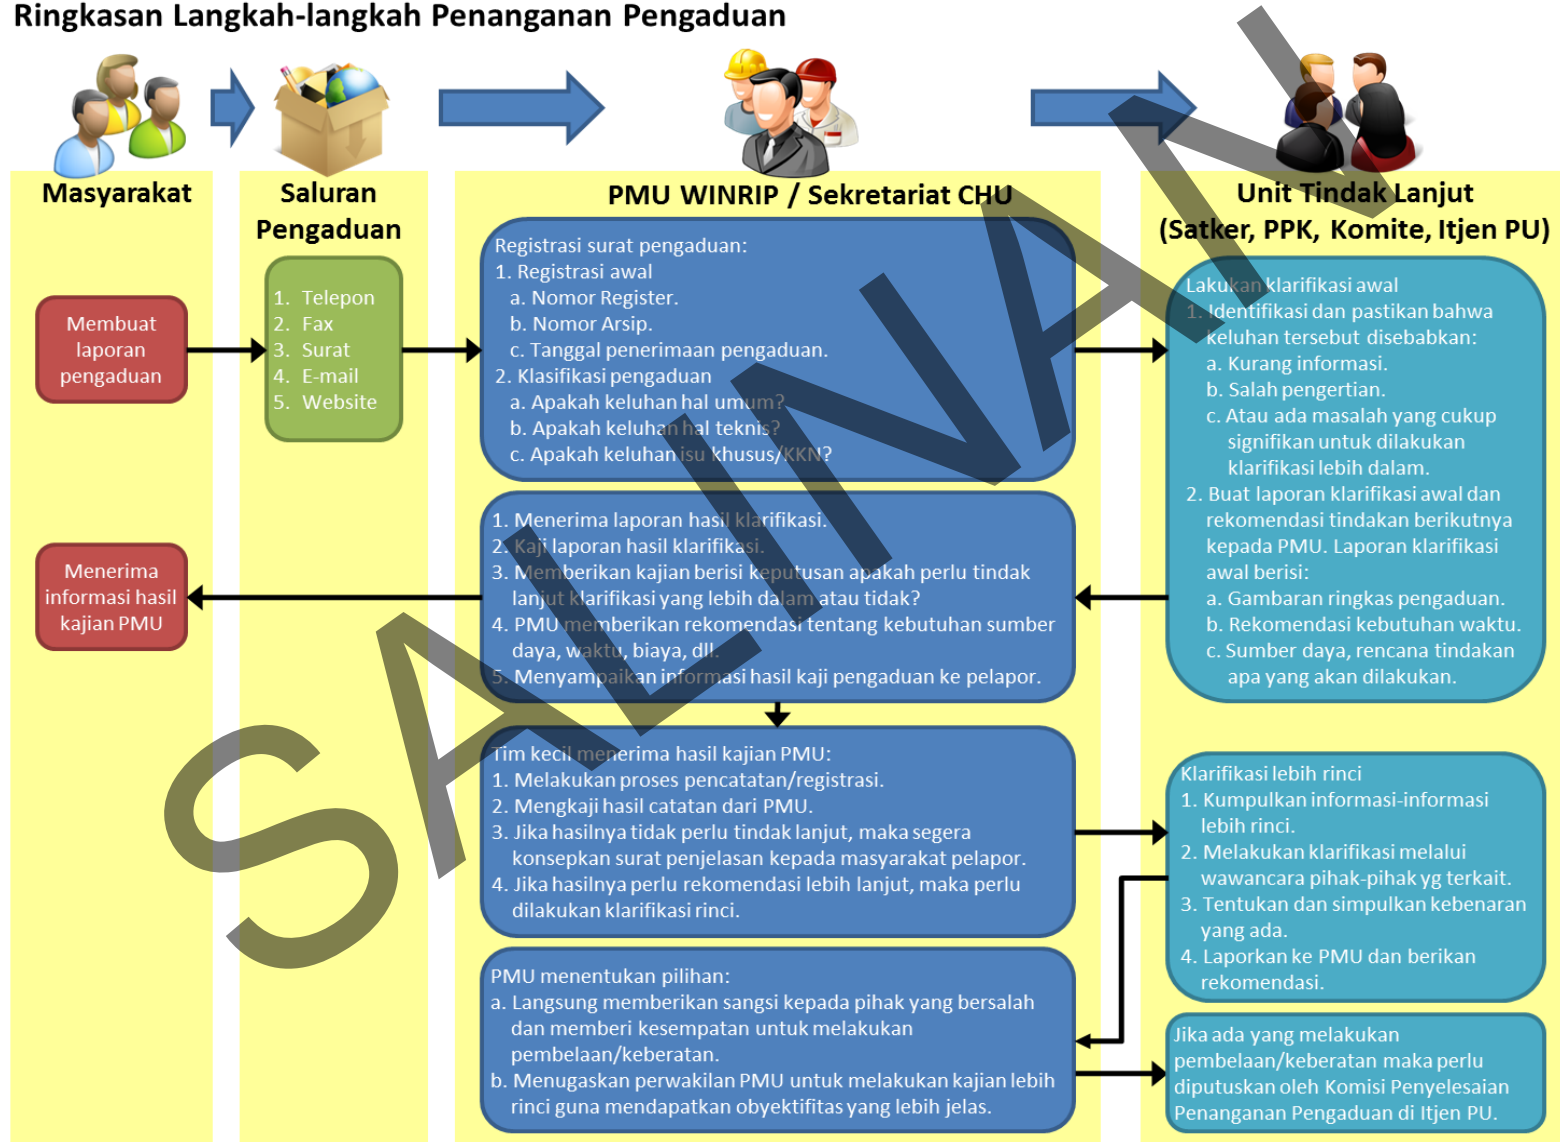 Ringkasan Langkah-langkah Penanganan Pengaduan
Masyarakat
Membuat
laporan
pengaduan
Menerima
informasi hasil
kajian PMU
Saluran
Pengaduan
1. Telepon
2. Fax
3. Surat
4. E-mail
5. Website
PMU WINRIP / Sekretariat CHU
Registrasi surat pengaduan:
1. Registrasi awal
a. Nomor Register.
b. Nomor Arsip.
c. Tanggal penerimaan pengaduan.
2. Klasifikasi pengaduan
a. Apakah keluhan hal umum?
b. Apakah keluhan hal teknis?
c. Apakah keluhan isu khusus/KKN?
1. Menerima laporan hasil klarifikasi.
2. Kaji laporan hasil klarifikasi.
3. Memberikan kajian berisi keputusan apakah perlu tindak
lanjut klarifikasi yang lebih dalam atau tidak?
4. PMU memberikan rekomendasi tentang kebutuhan sumber
daya, waktu, biaya, dll.
5. Menyampaikan informasi hasil kaji pengaduan ke pelapor.
Tim kecil menerima hasil kajian PMU:
1. Melakukan proses pencatatan/registrasi.
2. Mengkaji hasil catatan dari PMU.
3. Jika hasilnya tidak perlu tindak lanjut, maka segera
konsepkan surat penjelasan kepada masyarakat pelapor.
4. Jika hasilnya perlu rekomendasi lebih lanjut, maka perlu
dilakukan klarifikasi rinci.
PMU menentukan pilihan:
a. Langsung memberikan sangsi kepada pihak yang bersalah
dan memberi kesempatan untuk melakukan
pembelaan/keberatan.
b. Menugaskan perwakilan PMU untuk melakukan kajian lebih
rinci guna mendapatkan obyektifitas yang lebih jelas.
Unit Tindak Lanjut
(Satker, PPK, Komite, Itjen PU)
Lakukan klarifikasi awal
1. Identifikasi dan pastikan bahwa
keluhan tersebut disebabkan:
a. Kurang informasi.
b. Salah pengertian.
c. Atau ada masalah yang cukup
signifikan untuk dilakukan
klarifikasi lebih dalam.
2. Buat laporan klarifikasi awal dan
rekomendasi tindakan berikutnya
kepada PMU. Laporan klarifikasi
awal berisi:
a. Gambaran ringkas pengaduan.
b. Rekomendasi kebutuhan waktu.
c. Sumber daya, rencana tindakan
apa yang akan dilakukan.
Klarifikasi lebih rinci
1. Kumpulkan informasi-informasi
lebih rinci.
2. Melakukan klarifikasi melalui
wawancara pihak-pihak yg terkait.
3. Tentukan dan simpulkan kebenaran
yang ada.
4. Laporkan ke PMU dan berikan
rekomendasi.
Jika ada yang melakukan
pembelaan/keberatan maka perlu
diputuskan oleh Komisi Penyelesaian
Penanganan Pengaduan di Itjen PU.
SALINAN